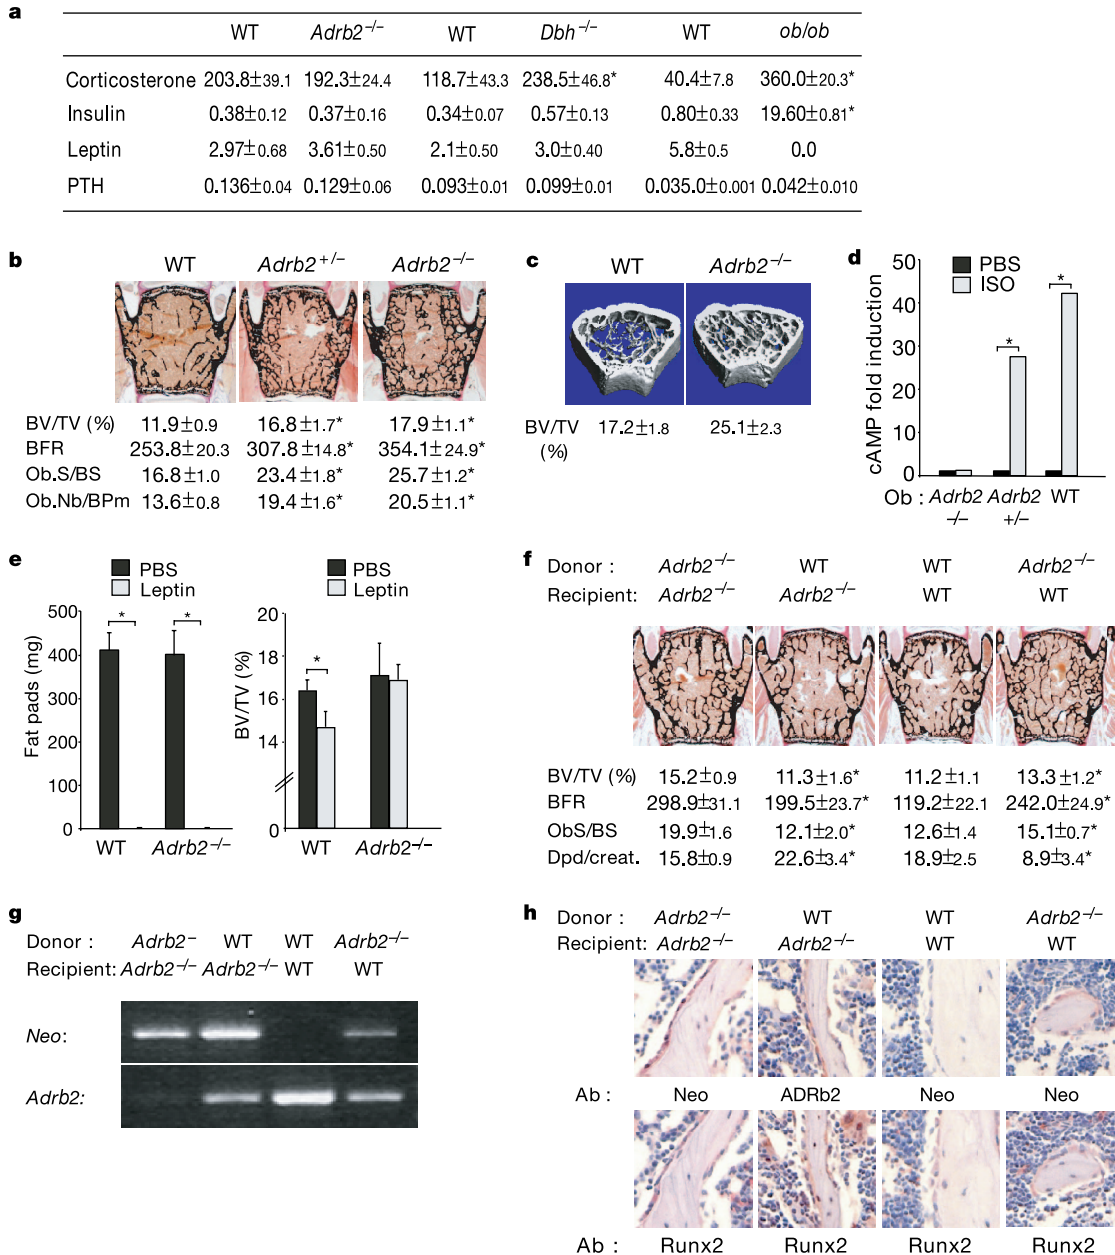 a
WT Adrb2−/− WT Dbh−/− WT ob/ob
Corticosterone 203.8±39.1 192.3±24.4 118.7±43.3 238.5±46.8* 40.4±7.8 360.0±20.3*
Insulin 0.38±0.12 0.37±0.16 0.34±0.07 0.57±0.13 0.80±0.33 19.60±0.81*
Leptin 2.97±0.68 3.61±0.50 2.1±0.50 3.0±0.40 5.8±0.5 0.0
PTH 0.136±0.04 0.129±0.06 0.093±0.01 0.099±0.01 0.035.0±0.001 0.042±0.010
b
WT Adrb2+/− Adrb2−/−
BV/TV (%) 11.9±0.9 16.8±1.7* 17.9±1.1*
BFR 253.8±20.3 307.8±14.8* 354.1±24.9*
Ob.S/BS 16.8±1.0 23.4±1.8* 25.7±1.2*
Ob.Nb/BPm 13.6±0.8 19.4±1.6* 20.5±1.1*
c
WT Adrb2−/−
BV/TV 17.2±1.8 25.1±2.3
(%)
d
PBS
ISO
cAMP fold induction
50
40
30
20
10
0
* *
Ob : Adrb2 Adrb2 WT
−/− +/−
e
PBS
Leptin
Fat pads (mg)
500
400
300
200
100
0
* *
WT Adrb2−/−
PBS
Leptin
BV/TV (%)
20
18
16
14
0
*
WT Adrb2−/−
f
Donor : Adrb2−/− WT WT Adrb2−/−
Recipient: Adrb2−/− Adrb2−/− WT WT
BV/TV (%) 15.2±0.9 11.3±1.6* 11.2±1.1 13.3±1.2*
BFR 298.9±31.1 199.5±23.7* 119.2±22.1 242.0±24.9*
ObS/BS 19.9±1.6 12.1±2.0* 12.6±1.4 15.1±0.7*
Dpd/creat. 15.8±0.9 22.6±3.4* 18.9±2.5 8.9±3.4*
g
Donor : Adrb2− WT WT Adrb2−/−
Recipient: Adrb2−/− Adrb2−/− WT WT
Neo:
Adrb2:
h
Donor : Adrb2−/− WT WT Adrb2−/−
Recipient: Adrb2−/− Adrb2−/− WT WT
Ab : Neo ADRb2 Neo Neo
Ab : Runx2 Runx2 Runx2 Runx2